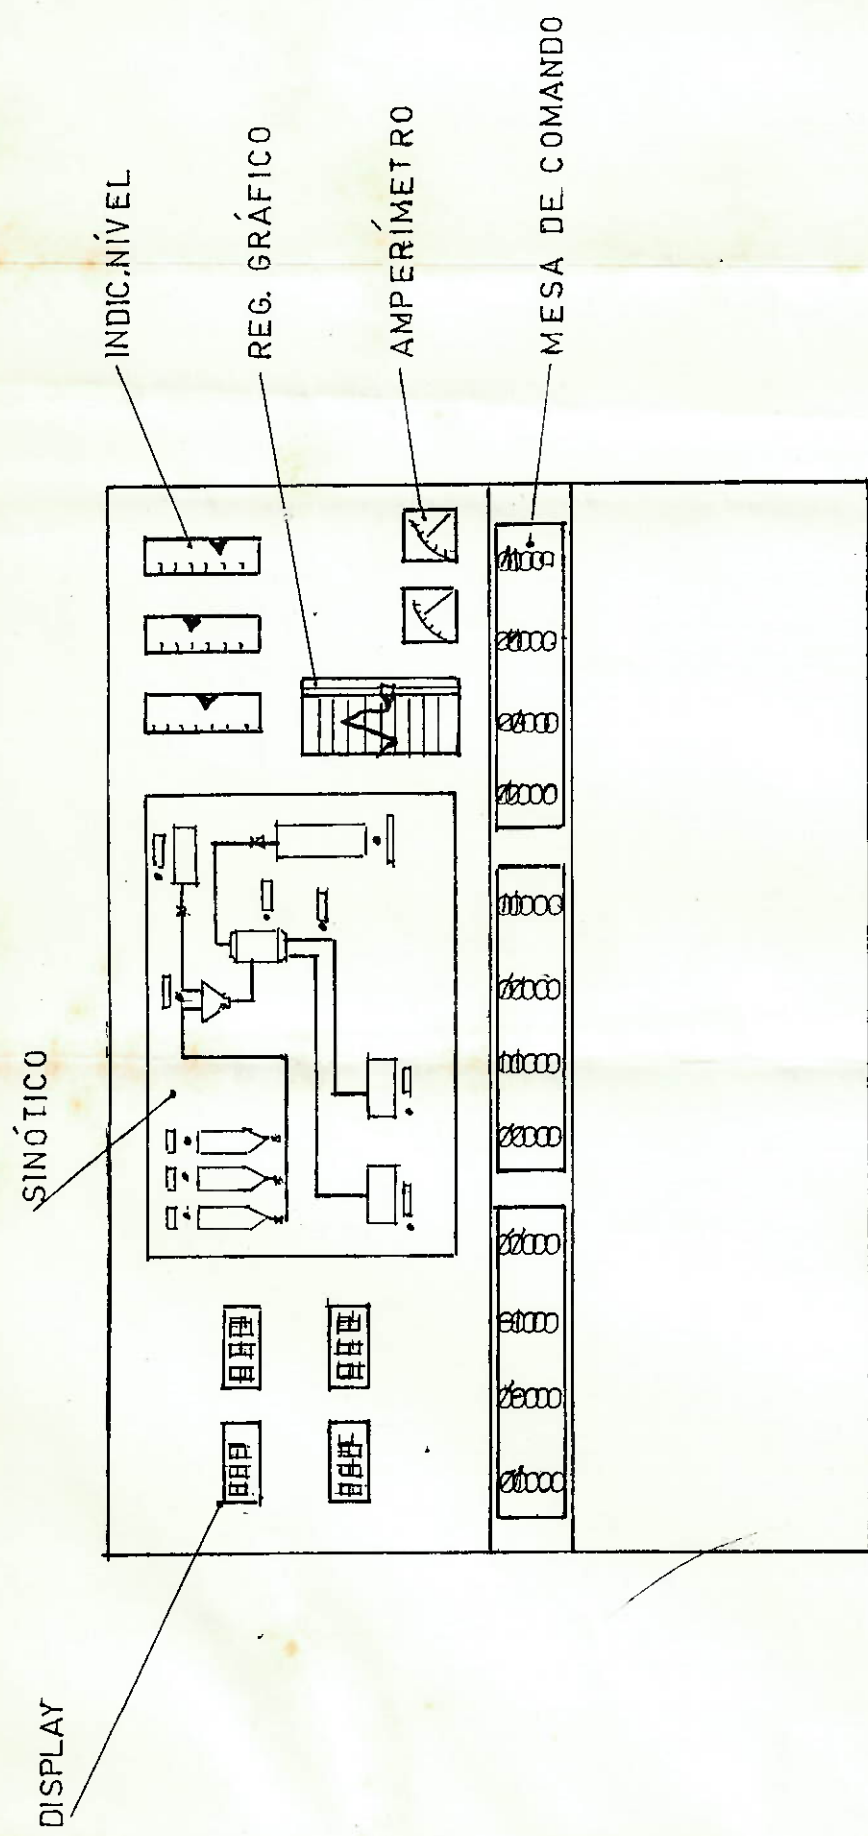 DISPLAY
SINÓTICO
INDIC.NÍVEL
REG. GRÁFICO
AMPERÍMETRO
MESA DE COMANDO